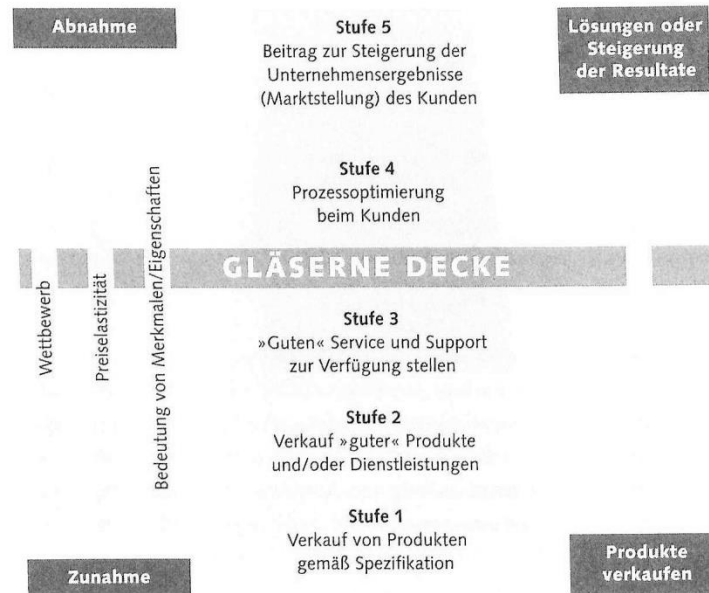 Abnahme
Stufe 5
Beitrag zur Steigerung der
Unternehmensergebnisse
(Marktstellung) des Kunden
Lösungen oder
Steigerung
der Resultate
Stufe 4
Prozessoptimierung
beim Kunden
GLÄSERNE DECKE
Wettbewerb
Preiselastizität
Bedeutung von Merkmalen/Eigenschaften
Stufe 3
»Guten« Service und Support
zur Verfügung stellen
Stufe 2
Verkauf »guter« Produkte
und/oder Dienstleistungen
Stufe 1
Verkauf von Produkten
gemäß Spezifikation
Zunahme
Produkte
verkaufen